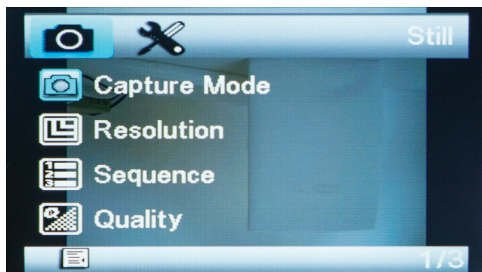 Still
Capture Mode
Resolution
Sequence
Quality
1/3